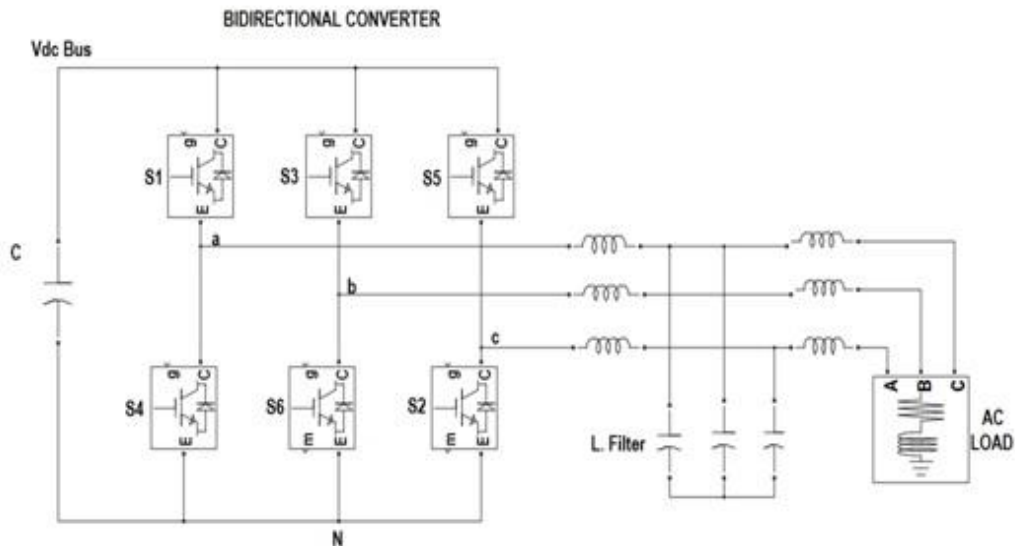 BIDIRECTIONAL CONVERTER
Vdc Bus
g C
S1
E
g C
S3
E
g C
S5
E
a
C
b
c
g C
S4
E
g C
S6
m E
g C
S2
m E
A B C
AC
LOAD
L. Filter
N